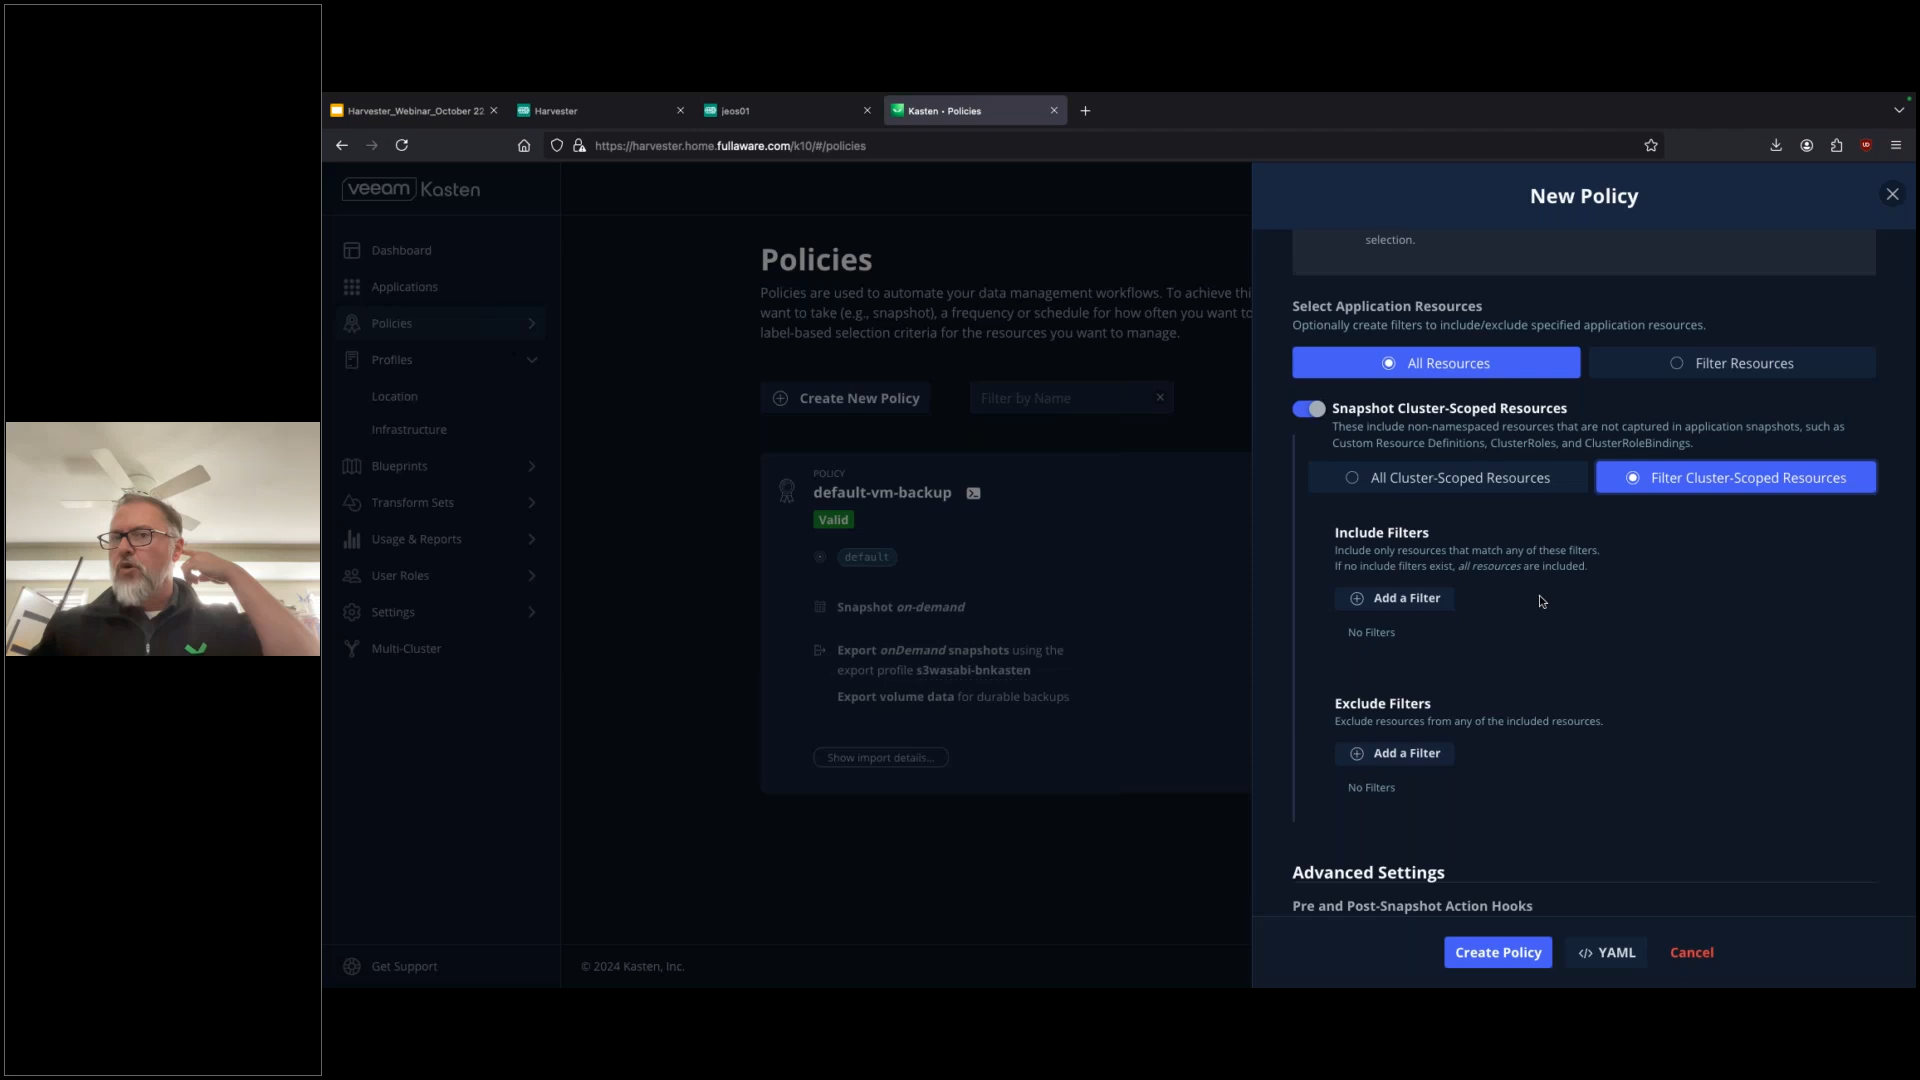 Harvester_Webinar_October 22
Harvester
jeos01
Kasten • Policies
https://harvester.home.fullaware.com/k10/#/policies
veeam Kasten
Dashboard
Applications
Policies
Profiles
Location
Infrastructure
Blueprints
Transform Sets
Usage & Reports
User Roles
Settings
Multi-Cluster
Get Support
Policies
Policies are used to automate your data management workflows. To achieve thi
want to take (e.g., snapshot), a frequency or schedule for how often you want to
label-based selection criteria for the resources you want to manage.
Create New Policy
Filter by Name
POLICY
default-vm-backup
Valid
default
Snapshot on-demand
Export onDemand snapshots using the
export profile s3wasabi-bnkasten
Export volume data for durable backups
Show import details...
© 2024 Kasten, Inc.
New Policy
selection.
Select Application Resources
Optionally create filters to include/exclude specified application resources.
All Resources
Filter Resources
Snapshot Cluster-Scoped Resources
These include non-namespaced resources that are not captured in application snapshots, such as
Custom Resource Definitions, ClusterRoles, and ClusterRoleBindings.
All Cluster-Scoped Resources
Filter Cluster-Scoped Resources
Include Filters
Include only resources that match any of these filters.
If no include filters exist, all resources are included.
Add a Filter
No Filters
Exclude Filters
Exclude resources from any of the included resources.
Add a Filter
No Filters
Advanced Settings
Pre and Post-Snapshot Action Hooks
Create Policy
</> YAML
Cancel